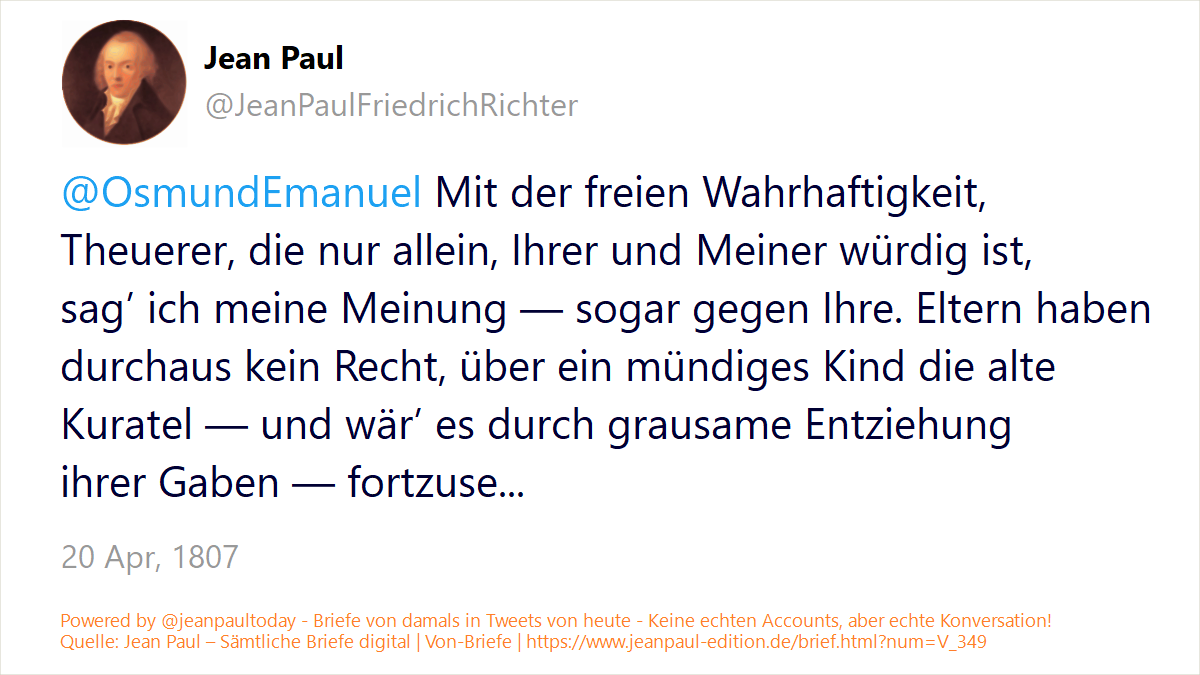 Jean Paul
@JeanPaulFriedrichRichter
@OsmundEmanuel Mit der freien Wahrhaftigkeit,
Theuerer, die nur allein, Ihrer und Meiner würdig ist,
sag’ ich meine Meinung — sogar gegen Ihre. Eltern haben
durchaus kein Recht, über ein mündiges Kind die alte
Kuratel — und wär’ es durch grausame Entziehung
ihrer Gaben — fortzuse...
20 Apr, 1807
Powered by @jeanpaultoday - Briefe von damals in Tweets von heute - Keine echten Accounts, aber echte Konversation!
Quelle: Jean Paul – Sämtliche Briefe digital | Von-Briefe | https://www.jeanpaul-edition.de/brief.html?num=V_349